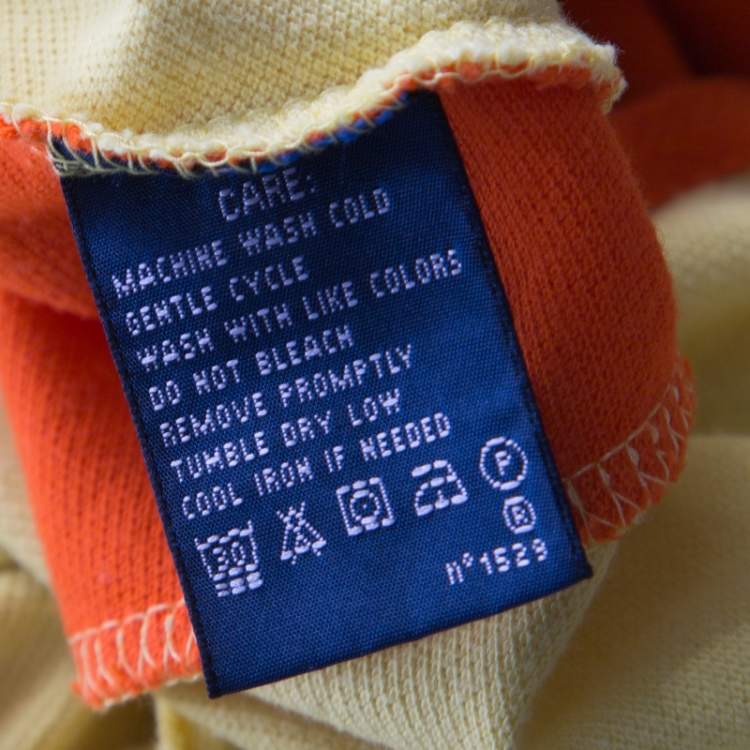 CARE:
MACHINE WASH COLD
GENTLE CYCLE
WASH WITH LIKE COLORS
DO NOT BLEACH
REMOVE PROMPTLY
TUMBLE DRY LOW
COOL IRON IF NEEDED
30
P
R
nº1529